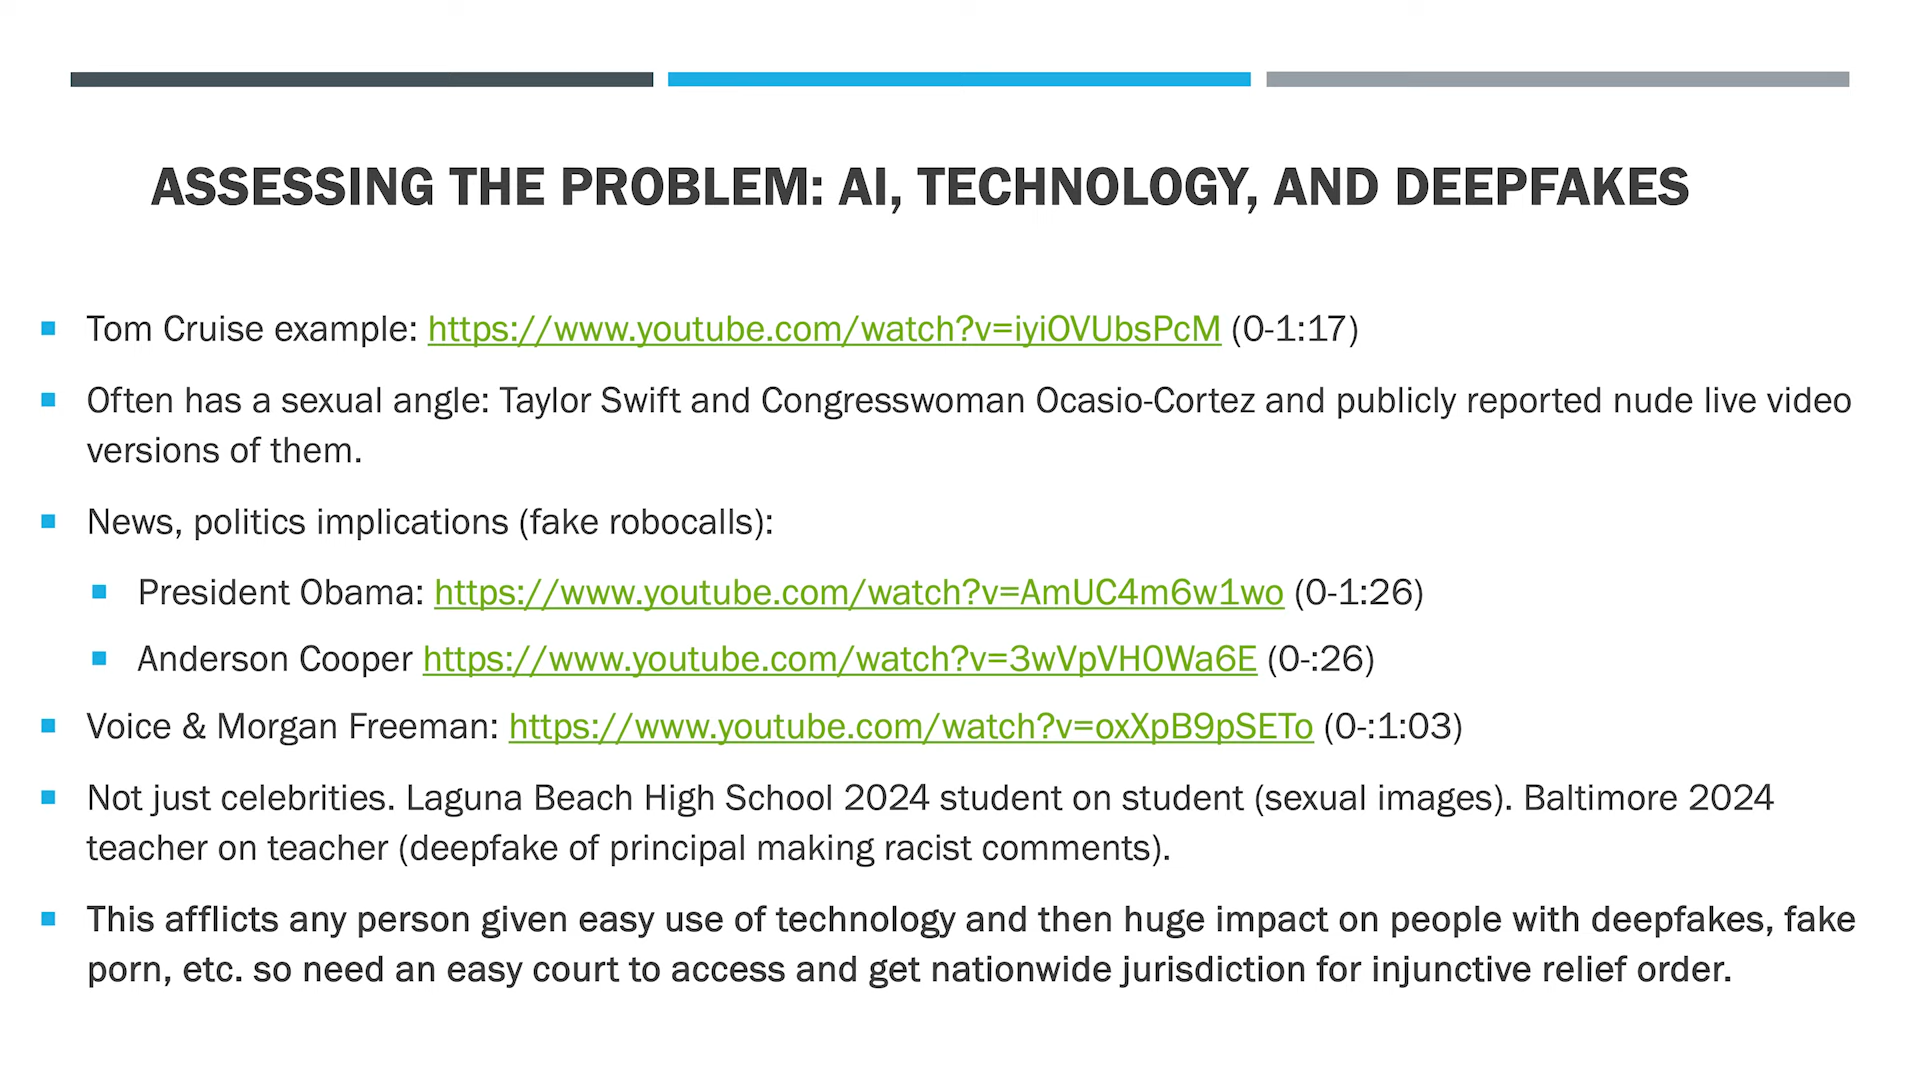 ASSESSING THE PROBLEM: AI, TECHNOLOGY, AND DEEPFAKES
Tom Cruise example: https://www.youtube.com/watch?v=iyiOVUbsPcM (0-1:17)
Often has a sexual angle: Taylor Swift and Congresswoman Ocasio-Cortez and publicly reported nude live video
versions of them.
News, politics implications (fake robocalls):
President Obama: https://www.youtube.com/watch?v=AmUC4m6w1wo (0-1:26)
Anderson Cooper https://www.youtube.com/watch?v=3wVpVH0Wa6E (0-:26)
Voice & Morgan Freeman: https://www.youtube.com/watch?v=oxXpB9pSETo (0-:1:03)
Not just celebrities. Laguna Beach High School 2024 student on student (sexual images). Baltimore 2024
teacher on teacher (deepfake of principal making racist comments).
This afflicts any person given easy use of technology and then huge impact on people with deepfakes, fake
porn, etc. so need an easy court to access and get nationwide jurisdiction for injunctive relief order.